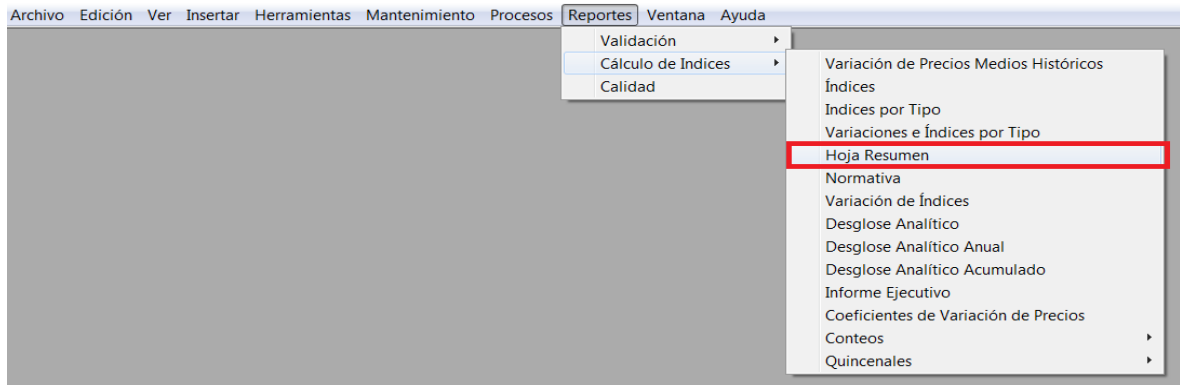 Archivo Edición Ver Insertar Herramientas Mantenimiento Procesos Reportes Ventana Ayuda
Validación
Cálculo de Indices
Calidad
Variación de Precios Medios Históricos
Índices
Indices por Tipo
Variaciones e Índices por Tipo
Hoja Resumen
Normativa
Variación de Índices
Desglose Analítico
Desglose Analítico Anual
Desglose Analítico Acumulado
Informe Ejecutivo
Coeficientes de Variación de Precios
Conteos
Quincenales